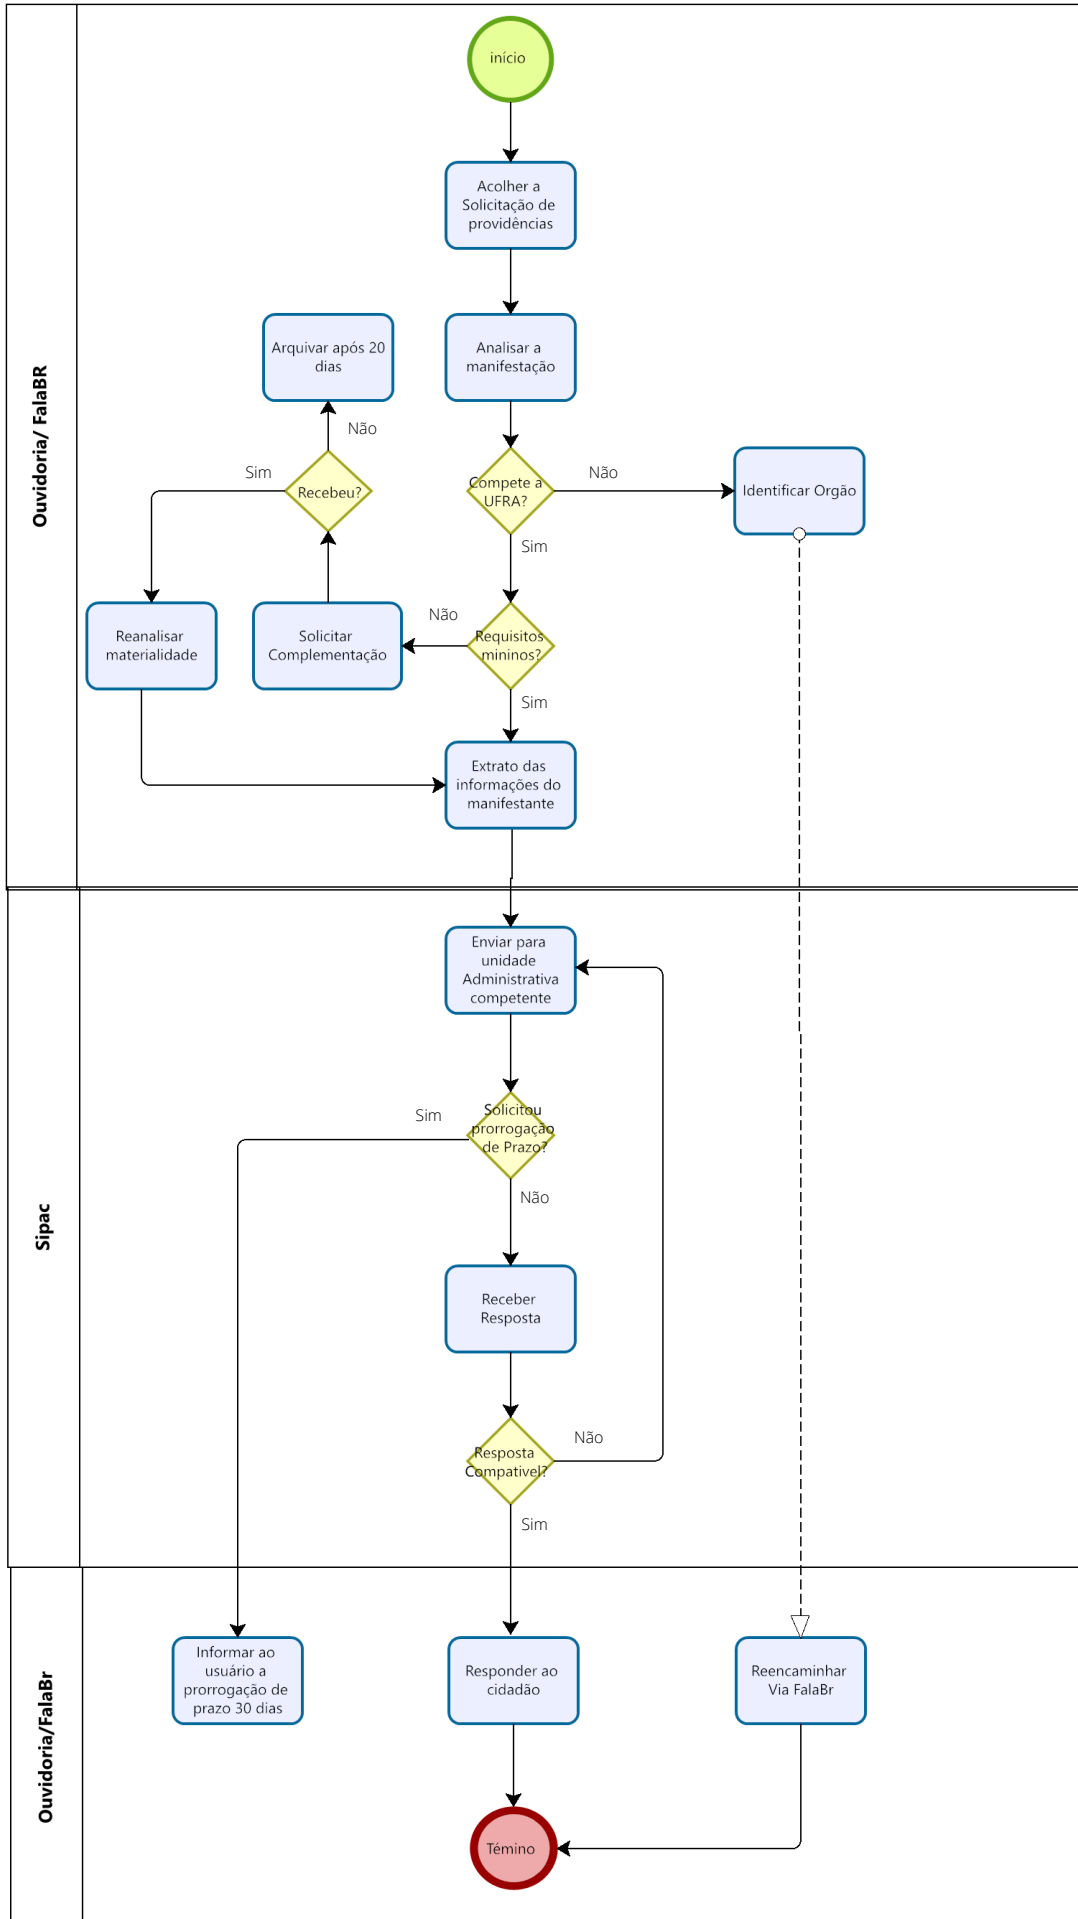 Ouvidoria/ FalaBR
início
Acolher a
Solicitação de
providências
Arquivar após 20
dias
Analisar a
manifestação
Não
Sim
Recebeu?
Compete a
UFRA?
Não
Identificar Orgão
Sim
Reanalisar
materialidade
Solicitar
Complementação
Não
Requisitos
mininos?
Sim
Extrato das
informações do
manifestante
Sipac
Enviar para
unidade
Administrativa
competente
Sim
Solicitou
prorrogação
de Prazo?
Não
Receber
Resposta
Resposta
Compativel?
Não
Sim
Ouvidoria/FalaBr
Informar ao
usuário a
prorrogação de
prazo 30 dias
Responder ao
cidadão
Reencaminhar
Via FalaBr
Témino